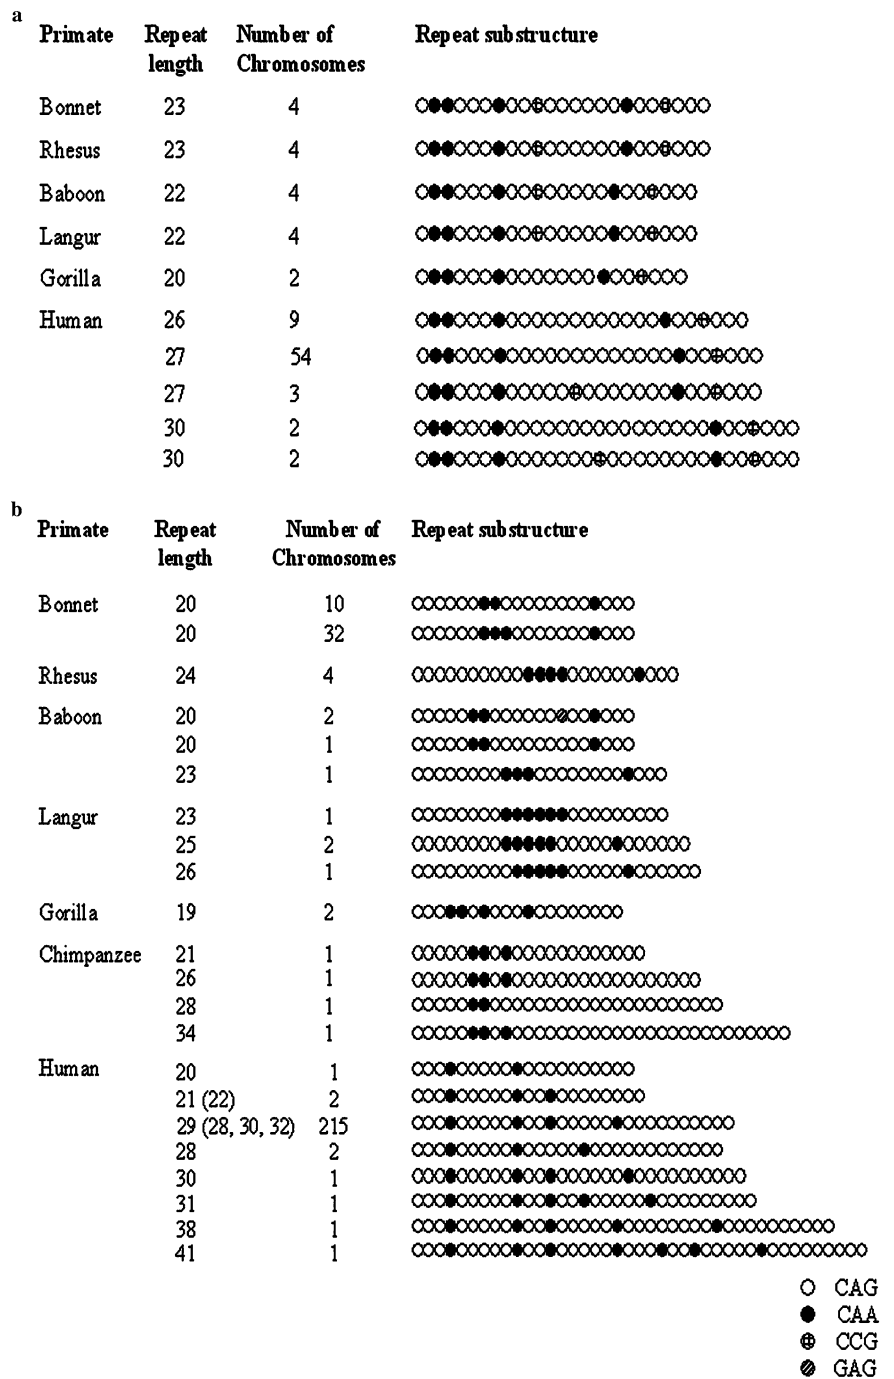 a
Primate Repeat length Number of Chromosomes Repeat substructure
Bonnet 23 4
Rhesus 23 4
Baboon 22 4
Langur 22 4
Gorilla 20 2
Human 26 9
27 54
27 3
30 2
30 2
b
Primate Repeat length Number of Chromosomes Repeat substructure
Bonnet 20 10
20 32
Rhesus 24 4
Baboon 20 2
20 1
23 1
Langur 23 1
25 2
26 1
Gorilla 19 2
Chimpanzee 21 1
26 1
28 1
34 1
Human 20 1
21 (22) 2
29 (28, 30, 32) 215
28 2
30 1
31 1
38 1
41 1
CAG
CAA
CCG
GAG